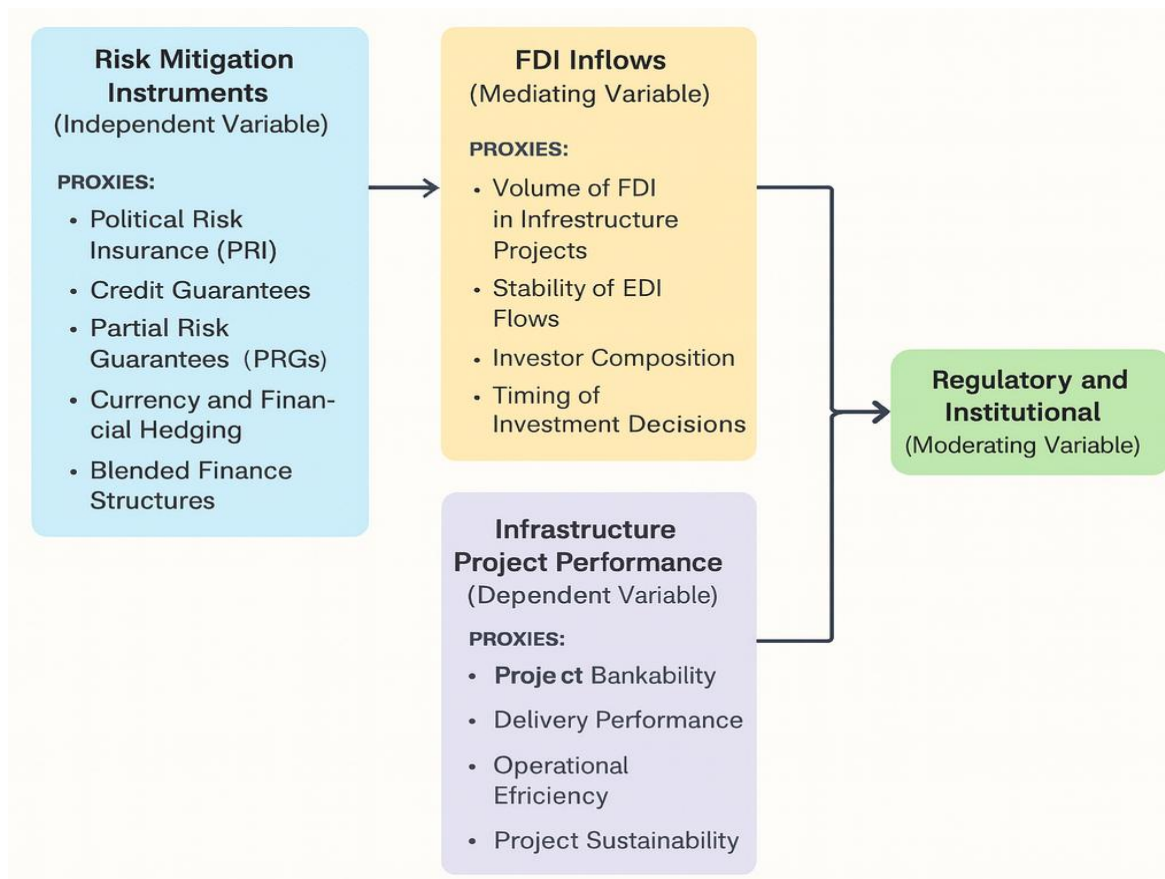 Risk Mitigation
Instruments
(Independent Variable)
PROXIES:
• Political Risk
Insurance (PRI)
• Credit Guarantees
• Partial Risk
Guarantees (PRGs)
• Currency and Finan-
cial Hedging
• Blended Finance
Structures
FDI Inflows
(Mediating Variable)
PROXIES:
• Volume of FDI
in Infrestructure
Projects
• Stability of EDI
Flows
• Investor Composition
• Timing of
Investment Decisions
Infrastructure
Project Performance
(Dependent Variable)
PROXIES:
• Project Bankability
• Delivery Performance
• Operational
Efriciency
• Project Sustainability
Regulatory and
Institutional
(Moderating Variable)